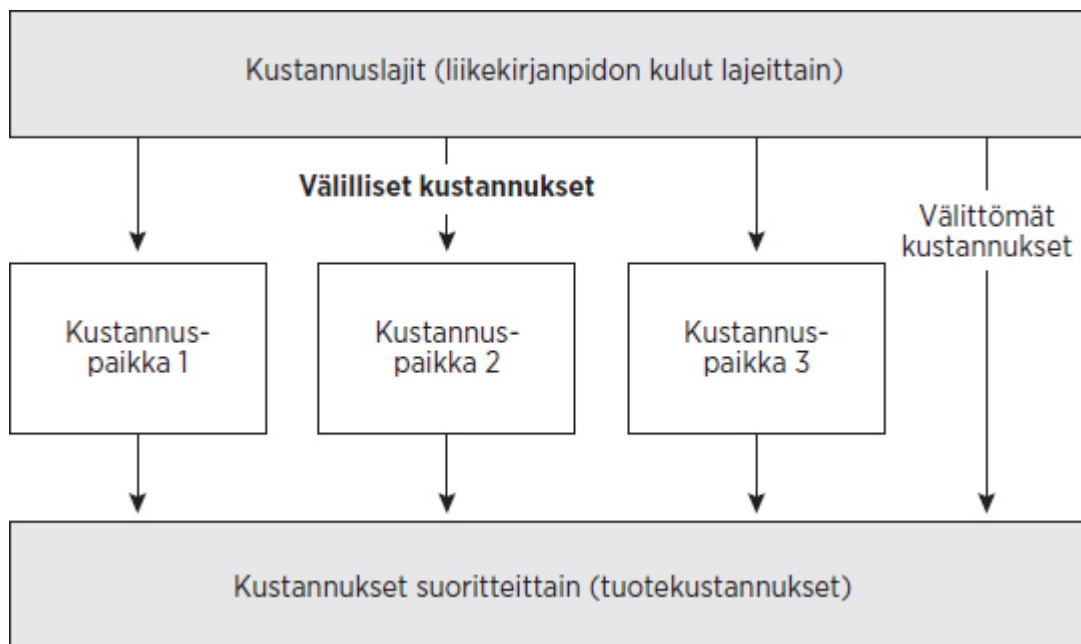 Kustannuslajit (liikekirjanpidon kulut lajeittain)
Välilliset kustannukset
Välittömät
kustannukset
Kustannus-
paikka 1
Kustannus-
paikka 2
Kustannus-
paikka 3
Kustannukset suoritteittain (tuotekustannukset)